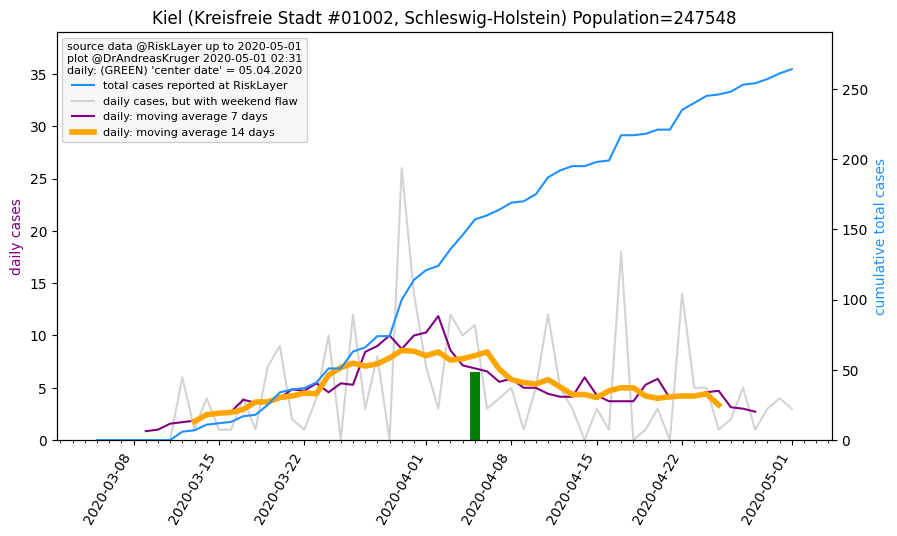 Kiel (Kreisfreie Stadt #01002, Schleswig-Holstein) Population=247548
source data @RiskLayer up to 2020-05-01
plot @DrAndreasKruger 2020-05-01 02:31
daily: (GREEN) 'center date' = 05.04.2020
total cases reported at RiskLayer
daily cases, but with weekend flaw
daily: moving average 7 days
daily: moving average 14 days
daily cases
35
30
25
20
15
10
5
0
250
200
150
100
50
0
cumulative total cases
2020-03-08
2020-03-15
2020-03-22
2020-04-01
2020-04-08
2020-04-15
2020-04-22
2020-05-01